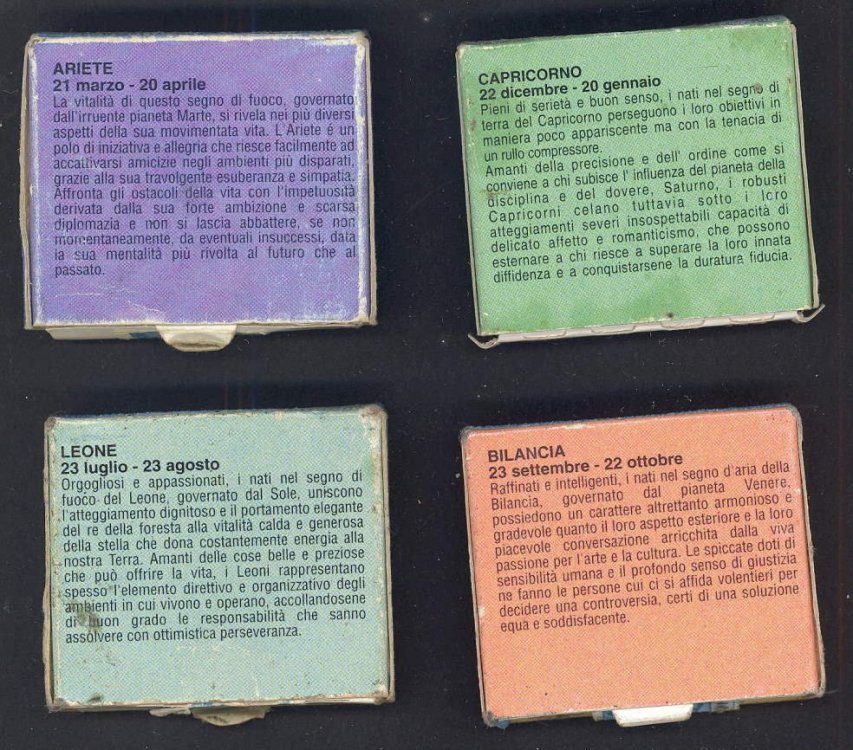 ARIETE
21 marzo - 20 aprile
La vitalità di questo segno di fuoco, governato
dall'irruente pianeta Marte, si rivela nei più diversi
aspetti della sua movimentata vita. L'Ariete é un
polo di iniziativa e allegria che riesce facilmente ad
accattivarsi amicizie negli ambienti più disparati,
grazie alla sua travolgente esuberanza e simpatia.
Affronta gli ostacoli della vita con l'impetuosità
derivata dalla sua forte ambizione e scarsa
diplomazia e non si lascia abbattere, se non
momentaneamente, da eventuali insuccessi, data
la sua mentalità più rivolta al futuro che al
passato.
CAPRICORNO
22 dicembre - 20 gennaio
Pieni di serietà e buon senso, i nati nel segno di
terra del Capricorno perseguono i loro obiettivi in
maniera poco appariscente ma con la tenacia di
un rullo compressore.
Amanti della precisione e dell' ordine come si
conviene a chi subisce l' influenza del pianeta della
disciplina e del dovere, Saturno, i robusti
Capricorni celano tuttavia sotto i loro
atteggiamenti severi insospettabili capacità di
delicato affetto e romanticismo, che possono
esternare a chi riesce a superare la loro innata
diffidenza e a conquistarsene la duratura fiducia.
LEONE
23 luglio - 23 agosto
Orgogliosi e appassionati, i nati nel segno di
fuoco del Leone, governato dal Sole, uniscono
l'atteggiamento dignitoso e il portamento elegante
del re della foresta alla vitalità calda e generosa
della stella che dona costantemente energia alla
nostra Terra. Amanti delle cose belle e preziose
che può offrire la vita, i Leoni rappresentano
spesso l'elemento direttivo e organizzativo degli
ambienti in cui vivono e operano, accollandosene
di buon grado le responsabilità che sanno
assolvere con ottimistica perseveranza.
BILANCIA
23 settembre - 22 ottobre
Raffinati e intelligenti, i nati nel segno d'aria della
Bilancia, governato dal pianeta Venere,
possiedono un carattere altrettanto armonioso e
gradevole quanto il loro aspetto esteriore e la loro
piacevole conversazione arricchita dalla viva
passione per l'arte e la cultura. Le spiccate doti di
sensibilità umana e il profondo senso di giustizia
ne fanno le persone cui ci si affida volentieri per
decidere una controversia, certi di una soluzione
equa e soddisfacente.